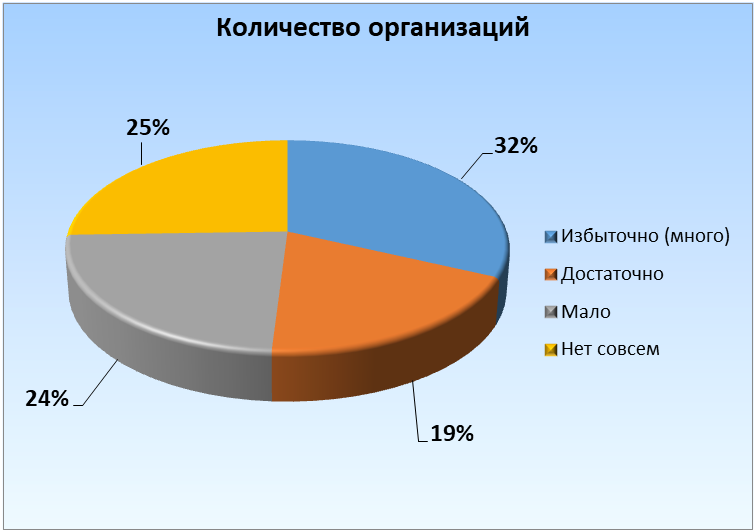 Количество организаций
25%
32%
Избыточно (много)
Достаточно
Мало
Нет совсем
24%
19%